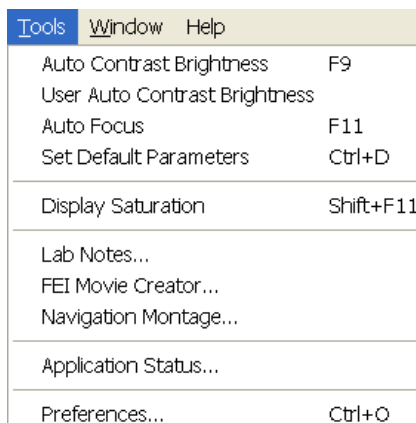 Tools Window Help
Auto Contrast Brightness F9
User Auto Contrast Brightness
Auto Focus F11
Set Default Parameters Ctrl+D
Display Saturation Shift+F11
Lab Notes...
FEI Movie Creator...
Navigation Montage...
Application Status...
Preferences... Ctrl+O